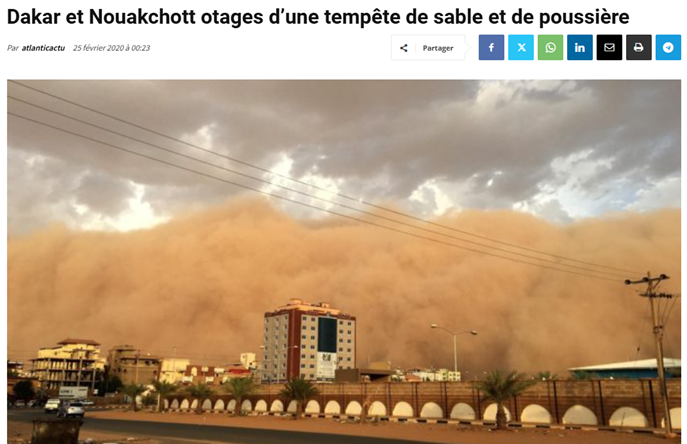 Dakar et Nouakchott otages d’une tempête de sable et de poussière
Par atlanticactu 25 février 2020 à 00:23
Partager